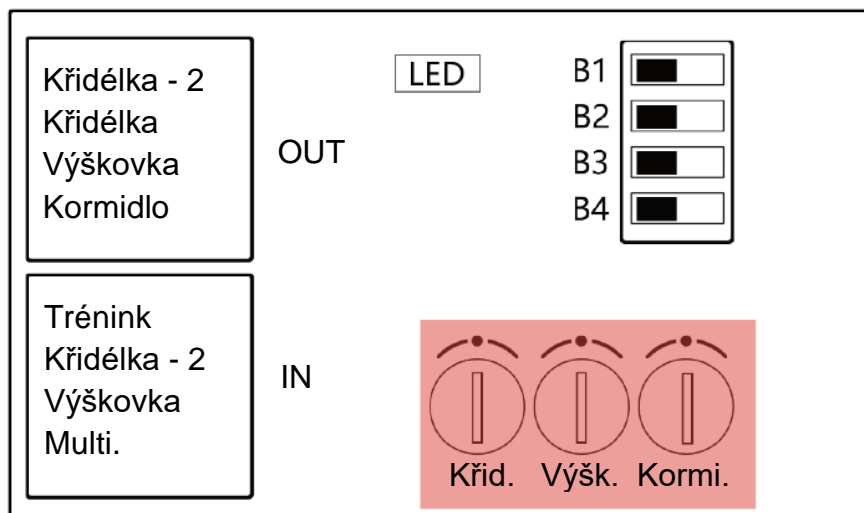 Křidélka - 2
Křidélka
Výškovka
Kormidlo
OUT
LED
B1
B2
B3
B4
Trénink
Křidélka - 2
Výškovka
Multi.
IN
Křid. Výšk. Kormi.